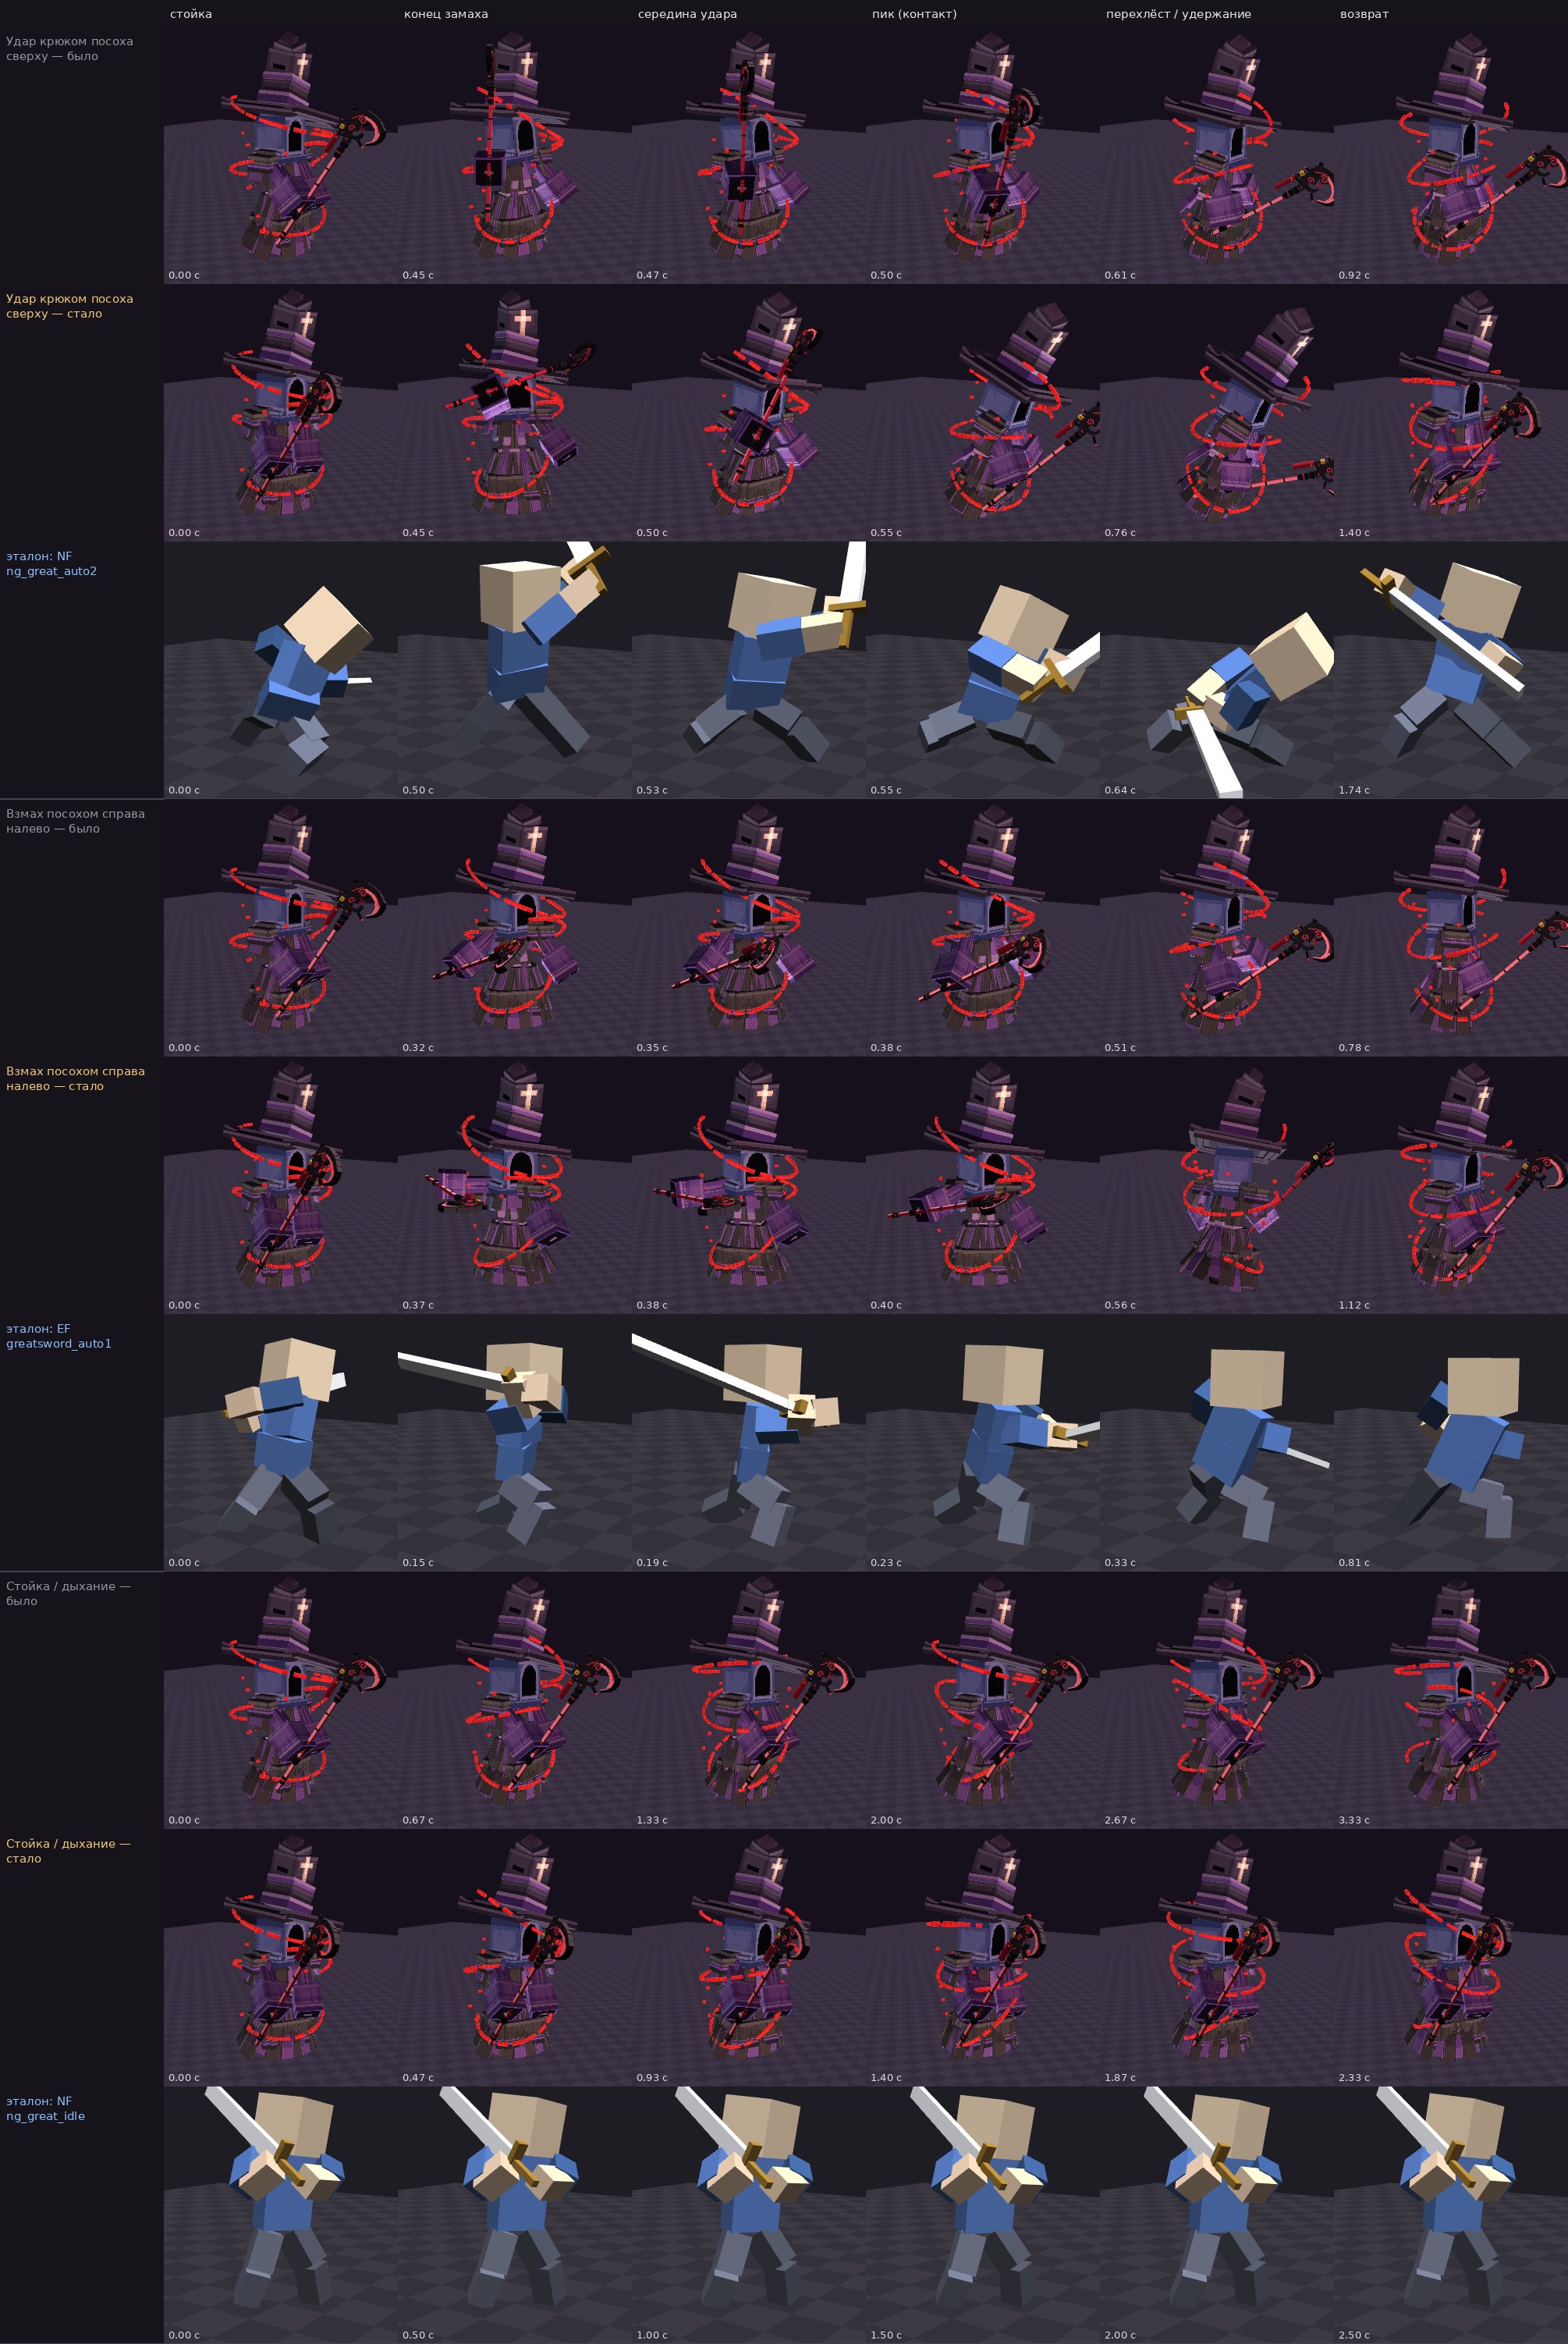 стойка
конец замаха
середина удара
пик (контакт)
перехлёст / удержание
возврат
Удар крюком посоха
сверху — было
0.00 с
0.45 с
0.47 с
0.50 с
0.61 с
0.92 с
Удар крюком посоха
сверху — стало
0.00 с
0.45 с
0.50 с
0.55 с
0.76 с
1.40 с
эталон: NF
ng_great_auto2
0.00 с
0.50 с
0.53 с
0.55 с
0.64 с
1.74 с
Взмах посохом справа
налево — было
0.00 с
0.32 с
0.35 с
0.38 с
0.51 с
0.78 с
Взмах посохом справа
налево — стало
0.00 с
0.37 с
0.38 с
0.40 с
0.56 с
1.12 с
эталон: EF
greatsword_auto1
0.00 с
0.15 с
0.19 с
0.23 с
0.33 с
0.81 с
Стойка / дыхание —
было
0.00 с
0.67 с
1.33 с
2.00 с
2.67 с
3.33 с
Стойка / дыхание —
стало
0.00 с
0.47 с
0.93 с
1.40 с
1.87 с
2.33 с
эталон: NF
ng_great_idle
0.00 с
0.50 с
1.00 с
1.50 с
2.00 с
2.50 с